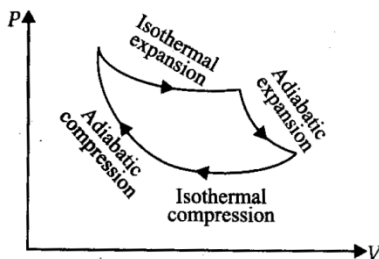 P
Isothermal
expansion
Adiabatic
expansion
Adiabatic
compression
Isothermal
compression
V